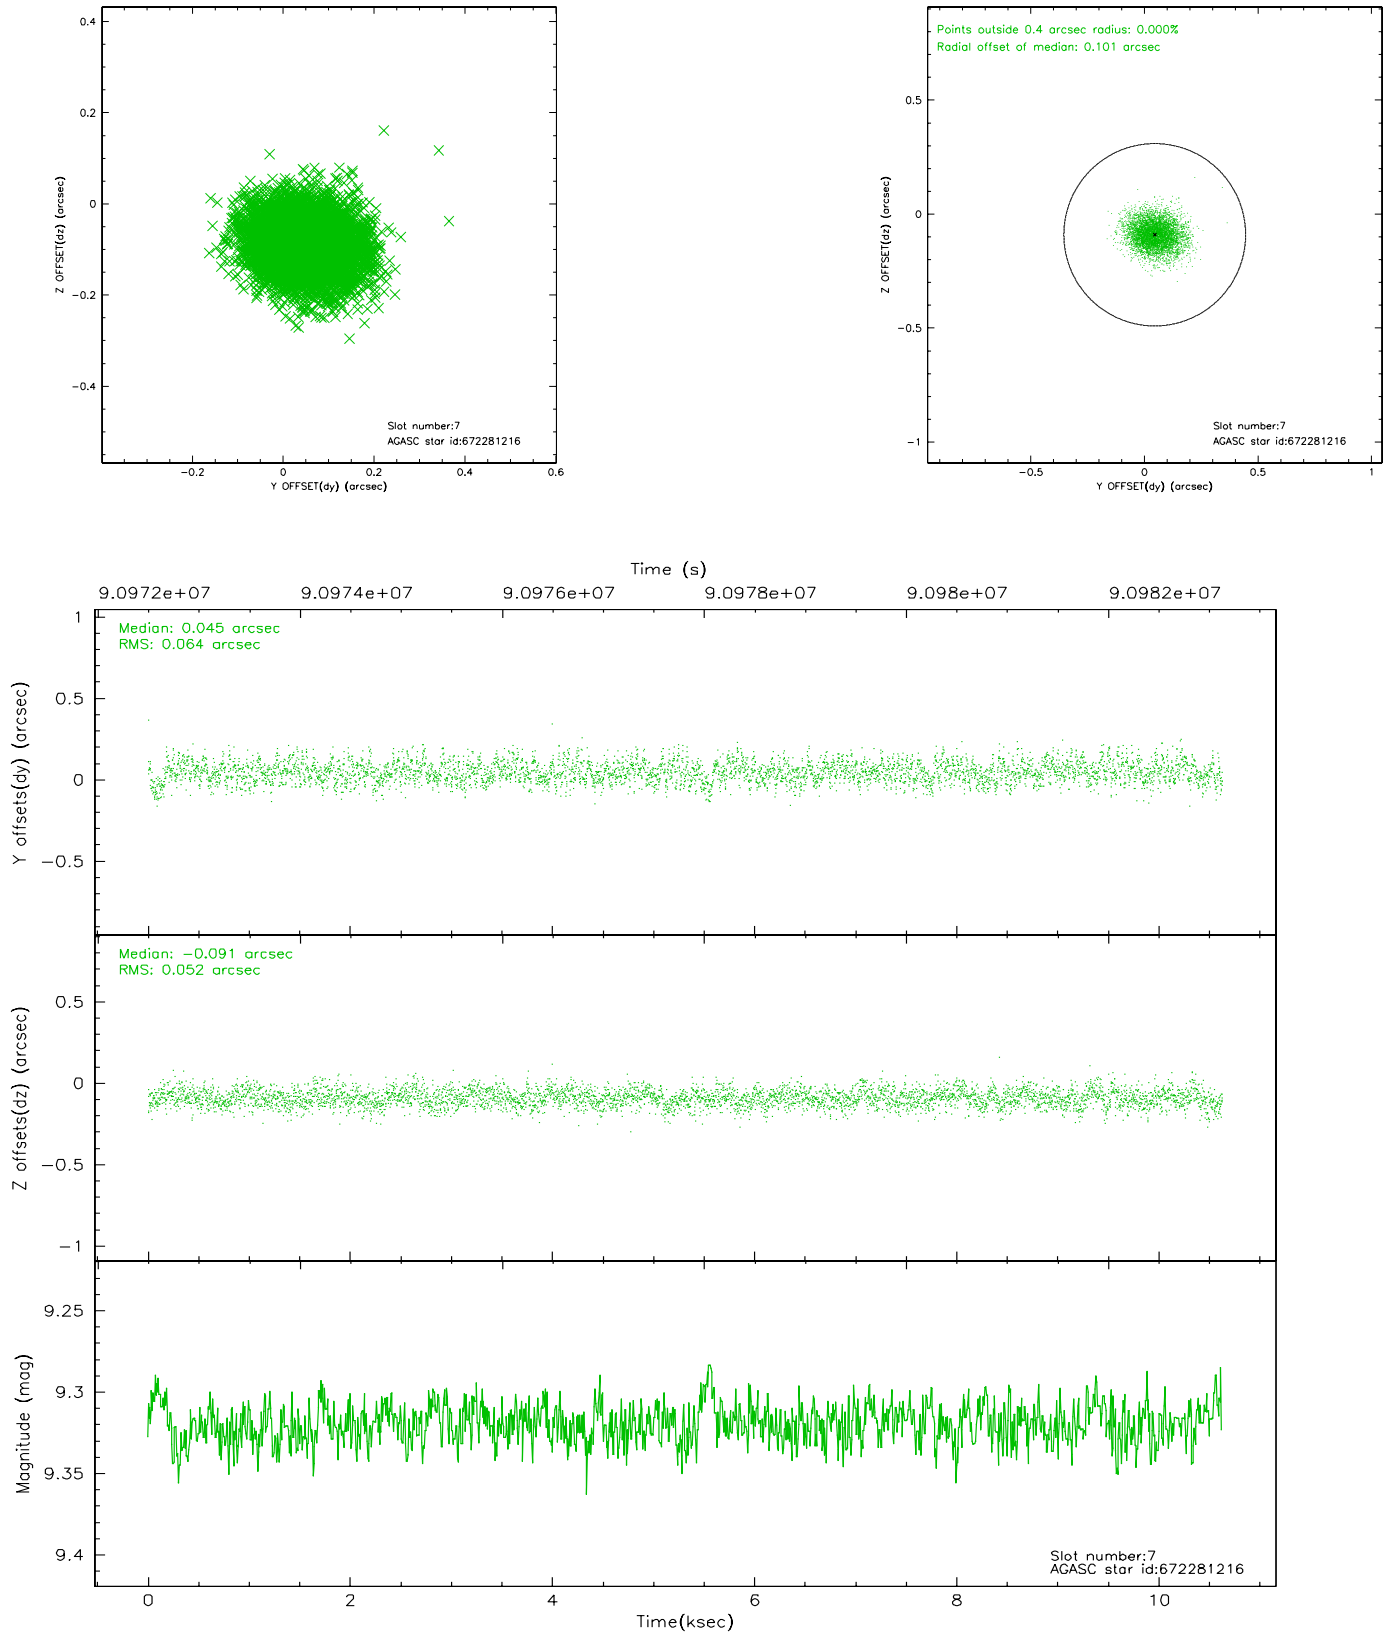 0.4
0.2
0
−0.2
−0.4
Z OFFSET(dz) (arcsec)
Slot number:7
AGASC star id:672281216
−0.2 0 0.2 0.4 0.6
Y OFFSET(dy) (arcsec)
Points outside 0.4 arcsec radius: 0.000%
Radial offset of median: 0.101 arcsec
0.5
0
−0.5
−1
Z OFFSET(dz) (arcsec)
Slot number:7
AGASC star id:672281216
−0.5 0 0.5 1
Y OFFSET(dy) (arcsec)
Time (s)
9.0972e+07 9.0974e+07 9.0976e+07 9.0978e+07 9.098e+07 9.0982e+07
Median: 0.045 arcsec
RMS: 0.064 arcsec
1
0.5
0
−0.5
Y offsets(dy) (arcsec)
Median: −0.091 arcsec
RMS: 0.052 arcsec
0.5
0
−0.5
−1
Z offsets(dz) (arcsec)
9.25
9.3
9.35
9.4
Magnitude (mag)
Slot number:7
AGASC star id:672281216
0 2 4 6 8 10
Time(ksec)